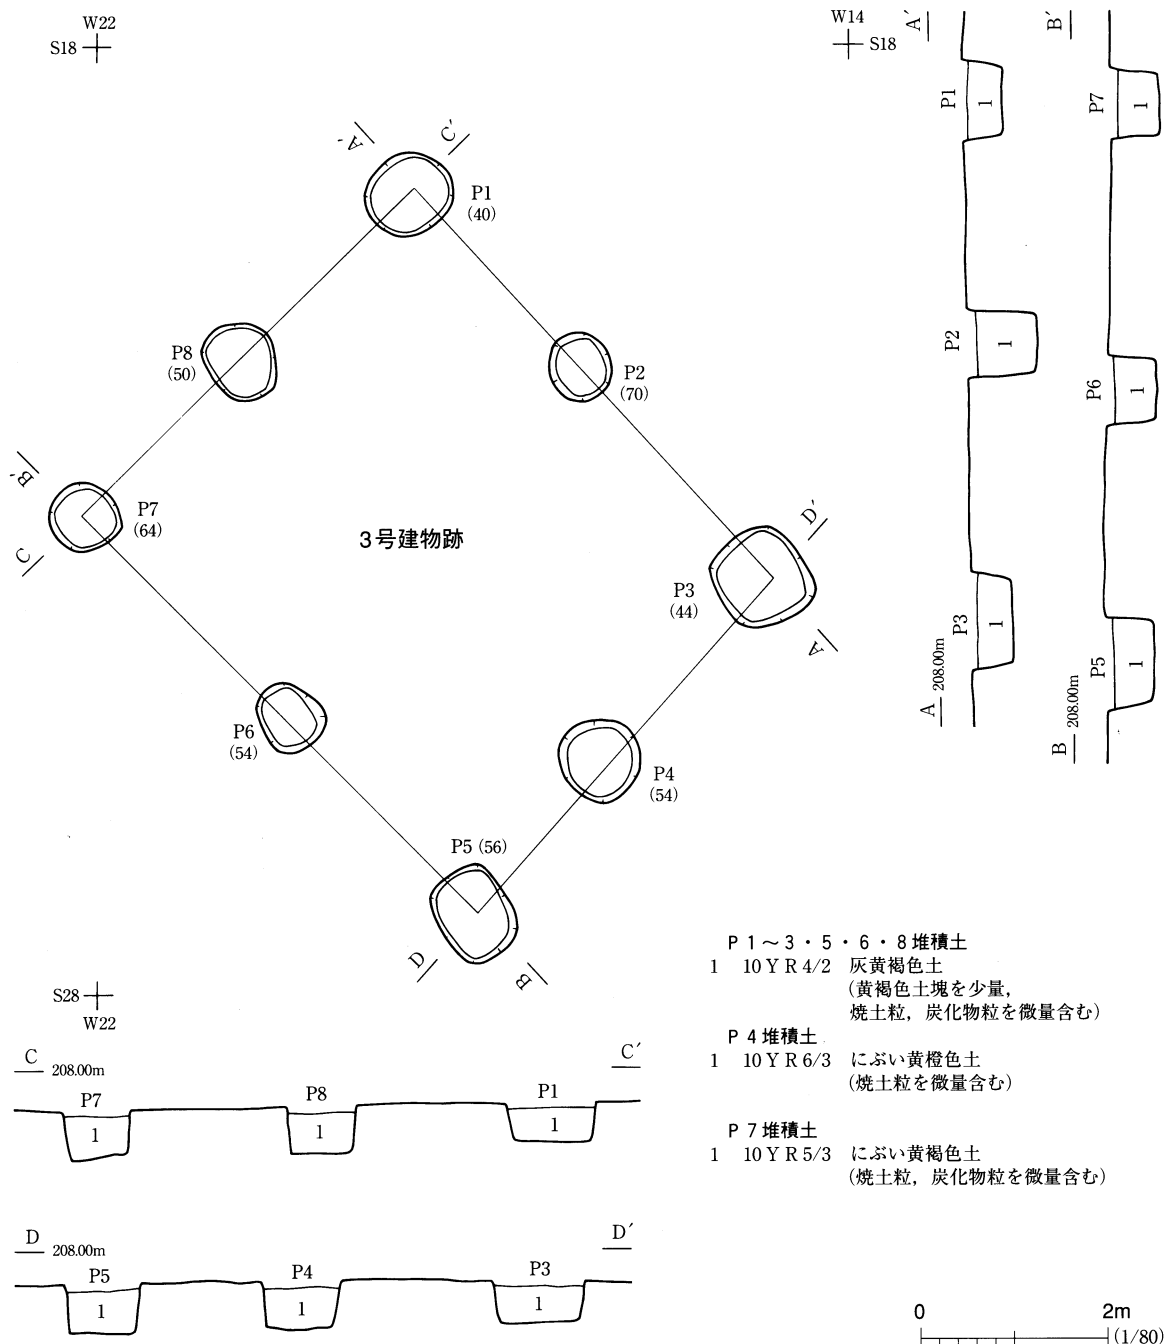 W22
S18
W14
S18
A′
B′
A′
C′
P1
(40)
P8
(50)
P2
(70)
B′
P7
(64)
C
3号建物跡
D′
P3
(44)
A
P6
(54)
P4
(54)
P5 (56)
D
B
S28
W22
P1
1
P2
1
P3
1
A
208.00m
P7
1
P6
1
P5
1
B
208.00m
P 1～3・5・6・8堆積土
1 10YR4/2 灰黄褐色土
(黄褐色土塊を少量，
焼土粒，炭化物粒を微量含む)
P 4堆積土
1 10YR6/3 にぶい黄橙色土
(焼土粒を微量含む)
P 7堆積土
1 10YR5/3 にぶい黄褐色土
(焼土粒，炭化物粒を微量含む)
C 208.00m C′
P7 P8 P1
1 1 1
D 208.00m D′
P5 P4 P3
1 1 1
0 2m
(1/80)